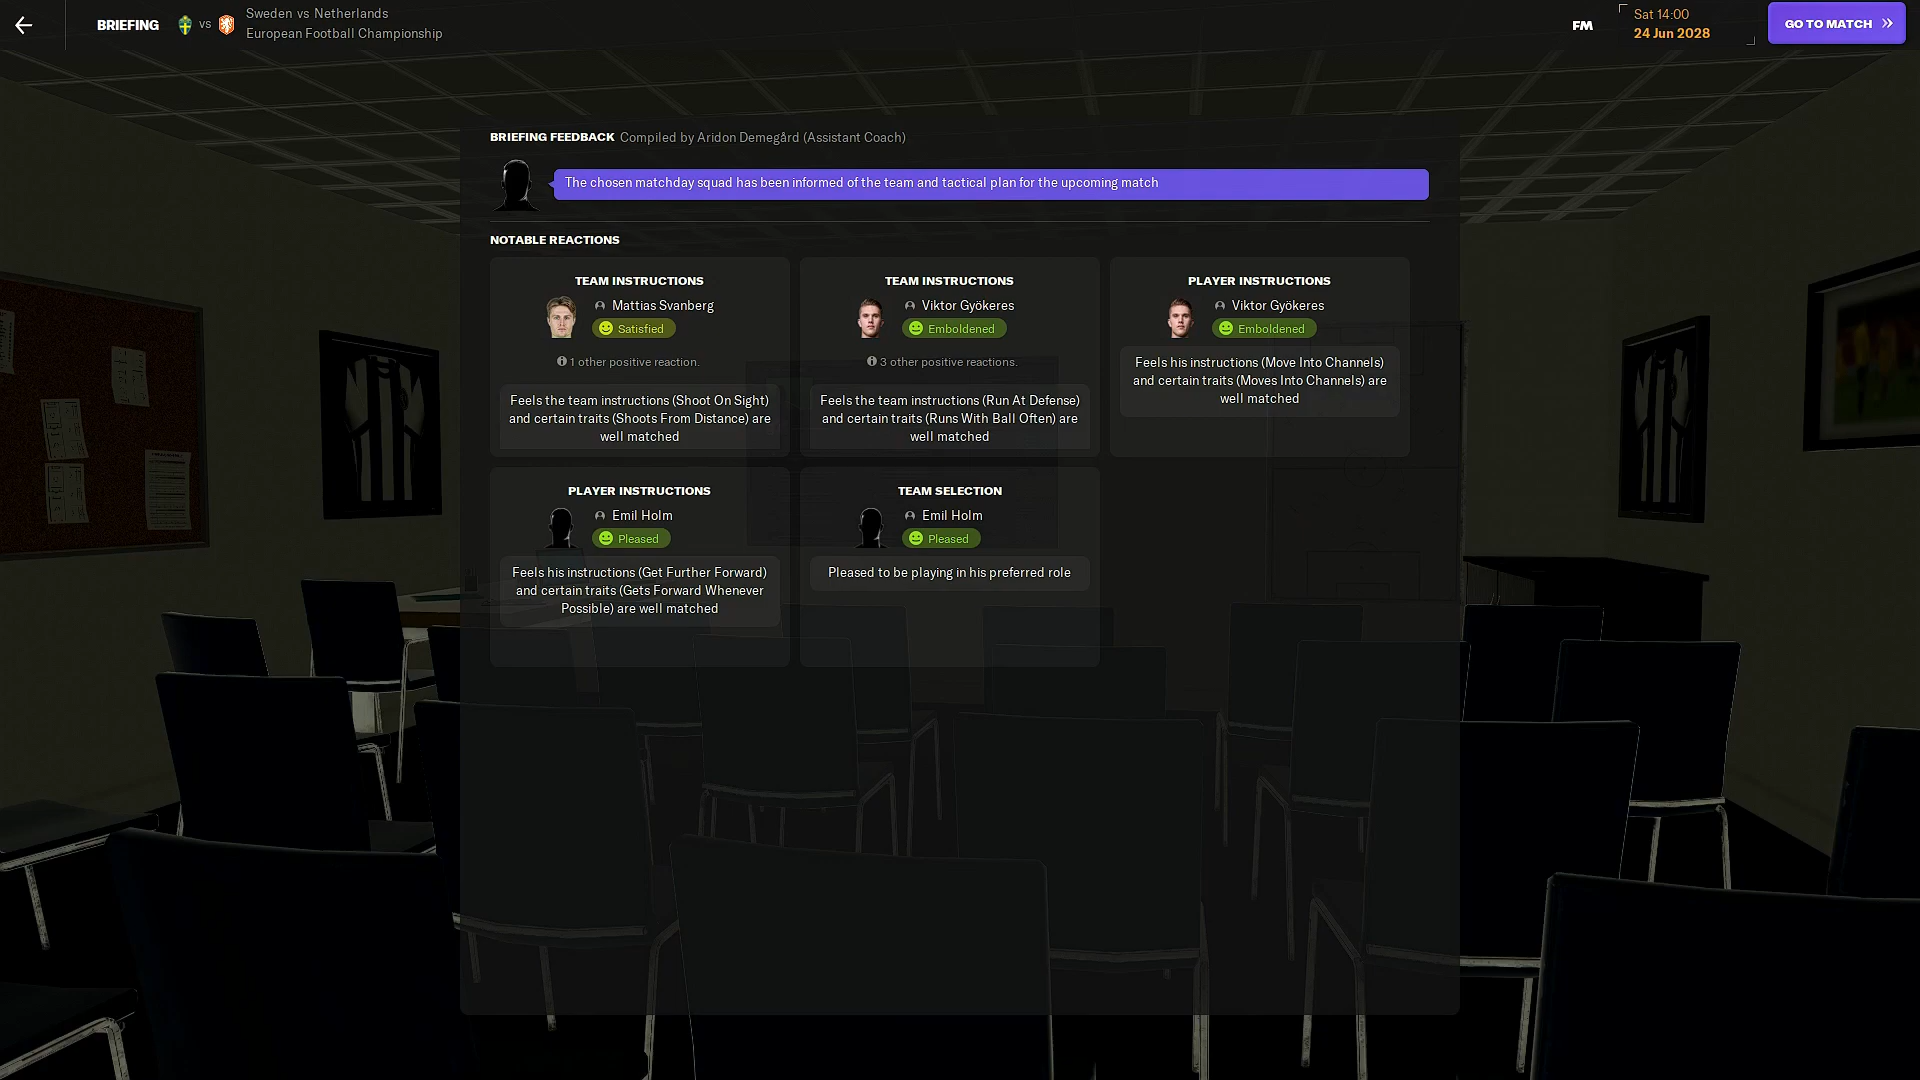 BRIEFING
vs
Sweden vs Netherlands
European Football Championship
FM
Sat 14:00
24 Jun 2028
GO TO MATCH
BRIEFING FEEDBACK Compiled by Aridon Demegård (Assistant Coach)
The chosen matchday squad has been informed of the team and tactical plan for the upcoming match
NOTABLE REACTIONS
TEAM INSTRUCTIONS
Mattias Svanberg
Satisfied
1 other positive reaction.
Feels the team instructions (Shoot On Sight)
and certain traits (Shoots From Distance) are
well matched
TEAM INSTRUCTIONS
Viktor Gyökeres
Emboldened
3 other positive reactions.
Feels the team instructions (Run At Defense)
and certain traits (Runs With Ball Often) are
well matched
PLAYER INSTRUCTIONS
Viktor Gyökeres
Emboldened
Feels his instructions (Move Into Channels)
and certain traits (Moves Into Channels) are
well matched
PLAYER INSTRUCTIONS
Emil Holm
Pleased
Feels his instructions (Get Further Forward)
and certain traits (Gets Forward Whenever
Possible) are well matched
TEAM SELECTION
Emil Holm
Pleased
Pleased to be playing in his preferred role